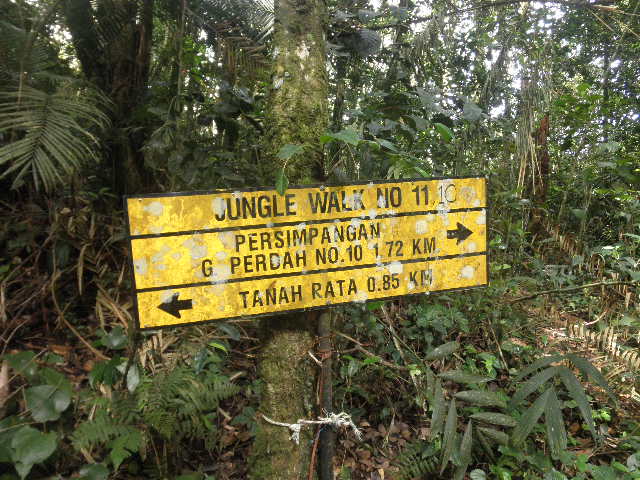 JUNGLE WALK NO 11,10
PERSIMPANGAN
G. PERDAH NO.10 1.72 KM
TANAH RATA 0.85 KM